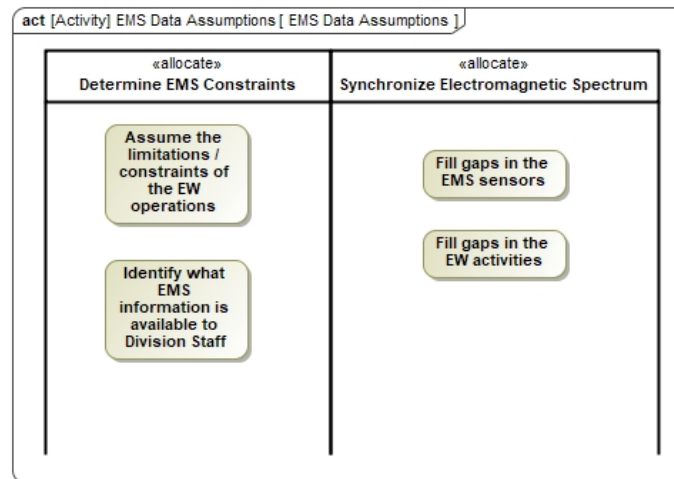 act [Activity] EMS Data Assumptions [ EMS Data Assumptions ]
«allocate»
Determine EMS Constraints
«allocate»
Synchronize Electromagnetic Spectrum
Assume the
limitations /
constraints of
the EW
operations
Identify what
EMS
information is
available to
Division Staff
Fill gaps in the
EMS sensors
Fill gaps in the
EW activities